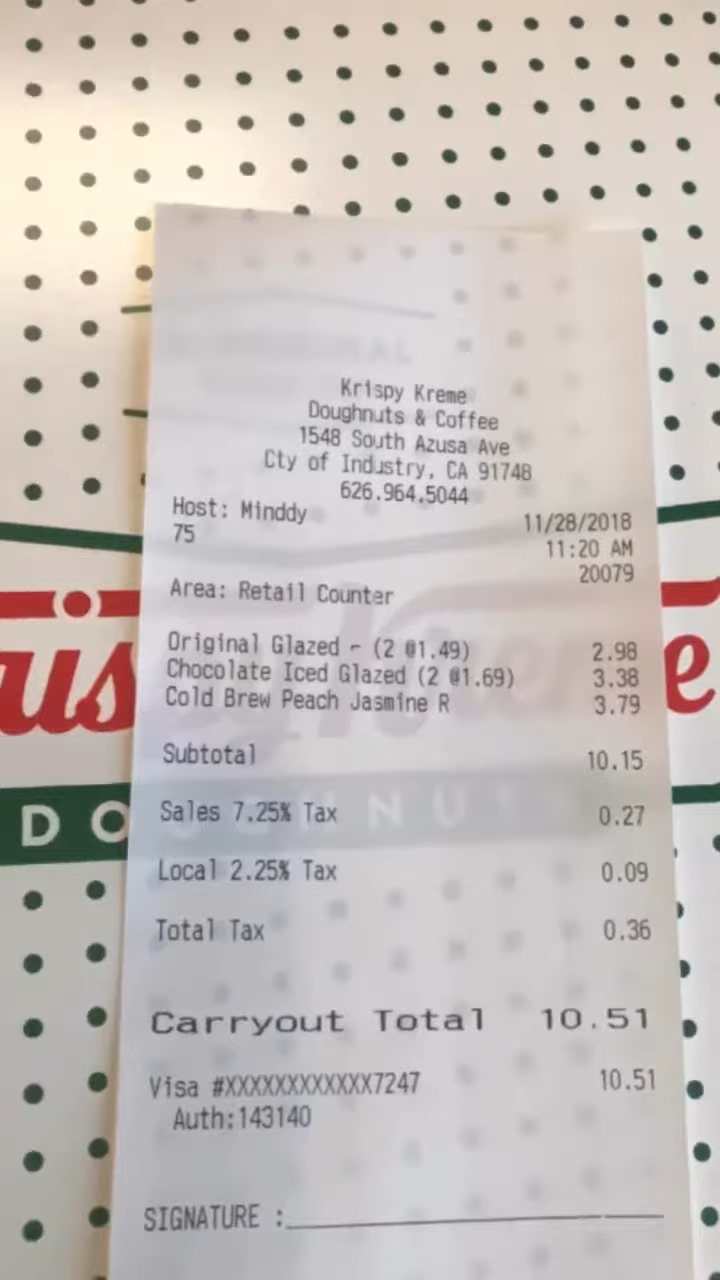 Krispy Kreme
Doughnuts & Coffee
1548 South Azusa Ave
Cty of Industry, CA 91748
626.964.5044
Host: Minddy 11/28/2018
75 11:20 AM
20079
Area: Retail Counter
Original Glazed - (2 @1.49) 2.98
Chocolate Iced Glazed (2 @1.69) 3.38
Cold Brew Peach Jasmine R 3.79
Subtotal 10.15
Sales 7.25% Tax 0.27
Local 2.25% Tax 0.09
Total Tax 0.36
Carryout Total 10.51
Visa #XXXXXXXXXXXX7247 10.51
Auth:143140
SIGNATURE :
Krispy Kreme
DOUGHNUTS